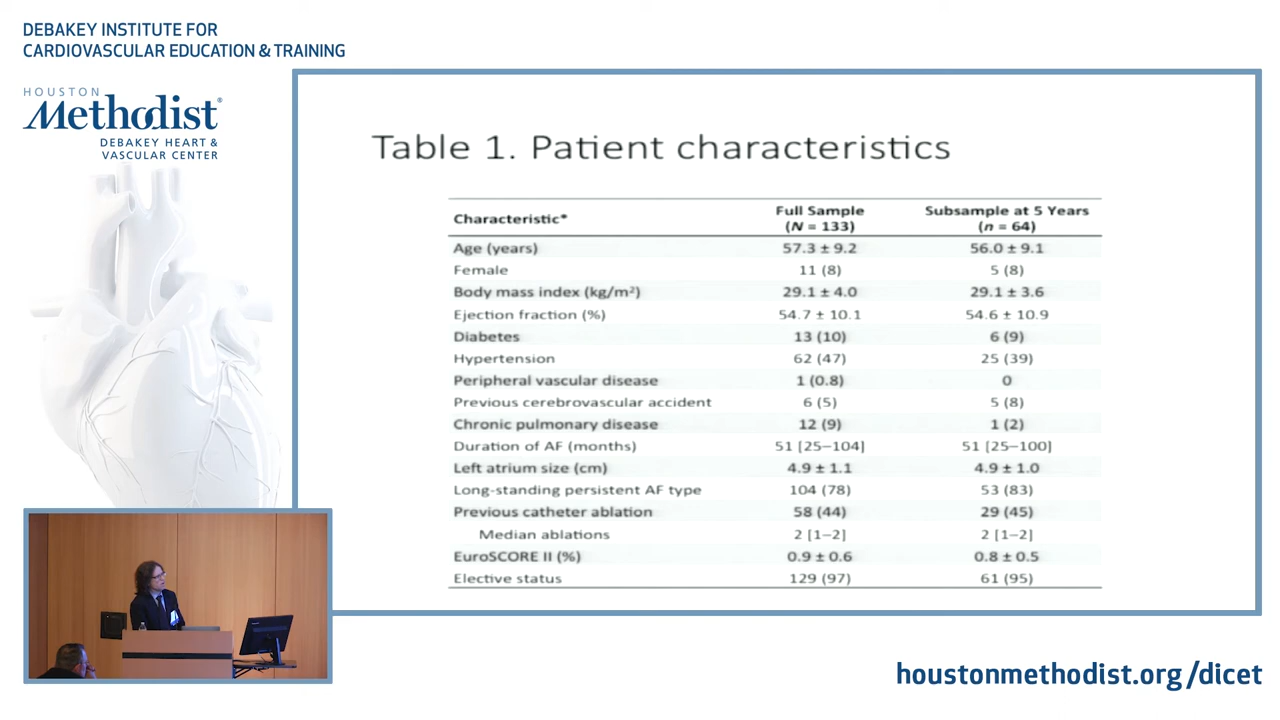 DEBAKEY INSTITUTE FOR
CARDIOVASCULAR EDUCATION & TRAINING
HOUSTON
Methodist®
DEBAKEY HEART &
VASCULAR CENTER
Table 1. Patient characteristics
Characteristic* Full Sample (N = 133) Subsample at 5 Years (n = 64)
Age (years) 57.3 ± 9.2 56.0 ± 9.1
Female 11 (8) 5 (8)
Body mass index (kg/m²) 29.1 ± 4.0 29.1 ± 3.6
Ejection fraction (%) 54.7 ± 10.1 54.6 ± 10.9
Diabetes 13 (10) 6 (9)
Hypertension 62 (47) 25 (39)
Peripheral vascular disease 1 (0.8) 0
Previous cerebrovascular accident 6 (5) 5 (8)
Chronic pulmonary disease 12 (9) 1 (2)
Duration of AF (months) 51 [25–104] 51 [25–100]
Left atrium size (cm) 4.9 ± 1.1 4.9 ± 1.0
Long-standing persistent AF type 104 (78) 53 (83)
Previous catheter ablation 58 (44) 29 (45)
Median ablations 2 [1–2] 2 [1–2]
EuroSCORE II (%) 0.9 ± 0.6 0.8 ± 0.5
Elective status 129 (97) 61 (95)
houstonmethodist.org/dicet